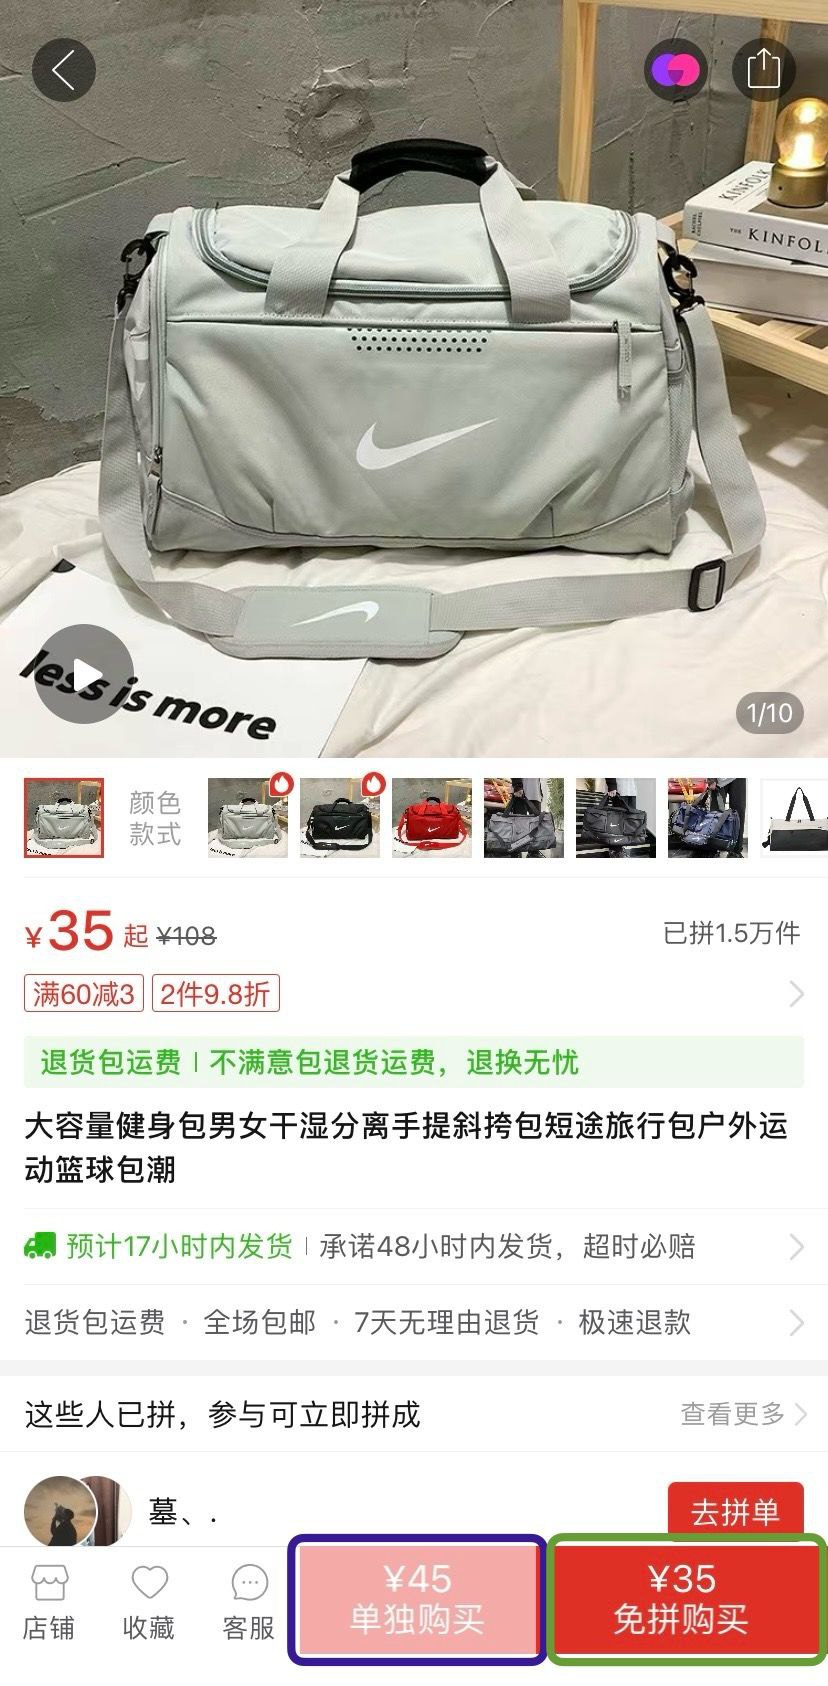 KINFOLK
THE KINFOL
less is more
1/10
颜色
款式
¥35起 ¥108
已拼1.5万件
满60减3 2件9.8折
退货包运费 | 不满意包退货运费，退换无忧
大容量健身包男女干湿分离手提斜挎包短途旅行包户外运
动篮球包潮
预计17小时内发货 | 承诺48小时内发货，超时必赔
退货包运费 · 全场包邮 · 7天无理由退货 · 极速退款
这些人已拼，参与可立即拼成
查看更多
墓、.
去拼单
店铺
收藏
客服
¥45
单独购买
¥35
免拼购买